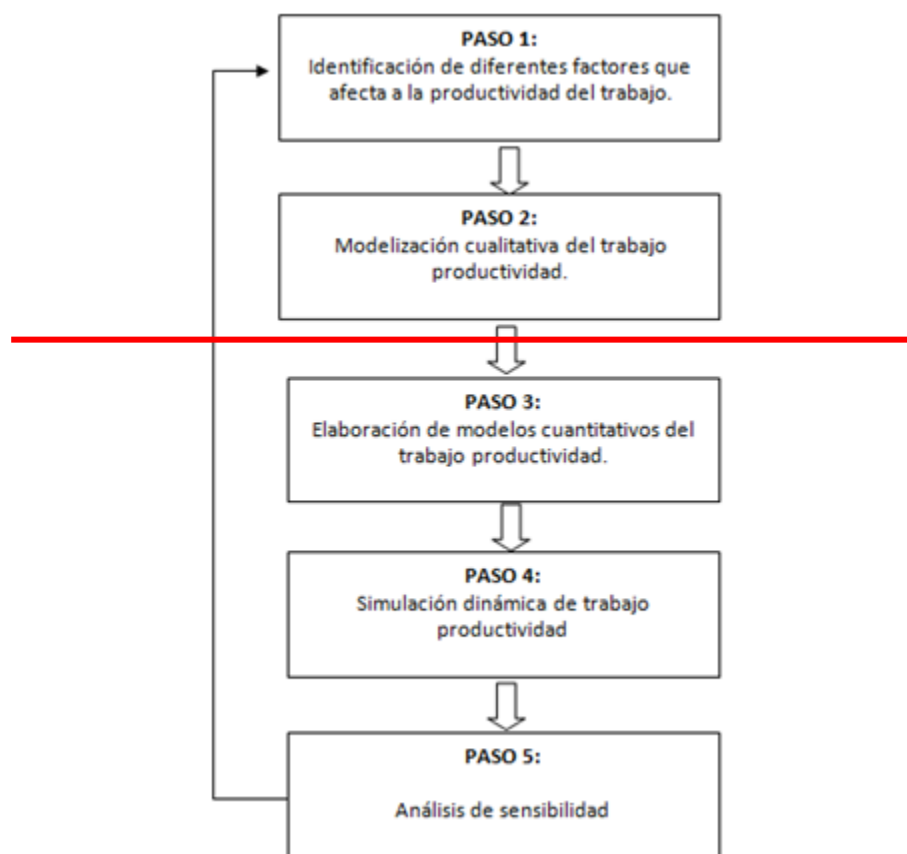 PASO 1:
Identificación de diferentes factores que
afecta a la productividad del trabajo.
PASO 2:
Modelización cualitativa del trabajo
productividad.
PASO 3:
Elaboración de modelos cuantitativos del
trabajo productividad.
PASO 4:
Simulación dinámica de trabajo
productividad
PASO 5:
Análisis de sensibilidad